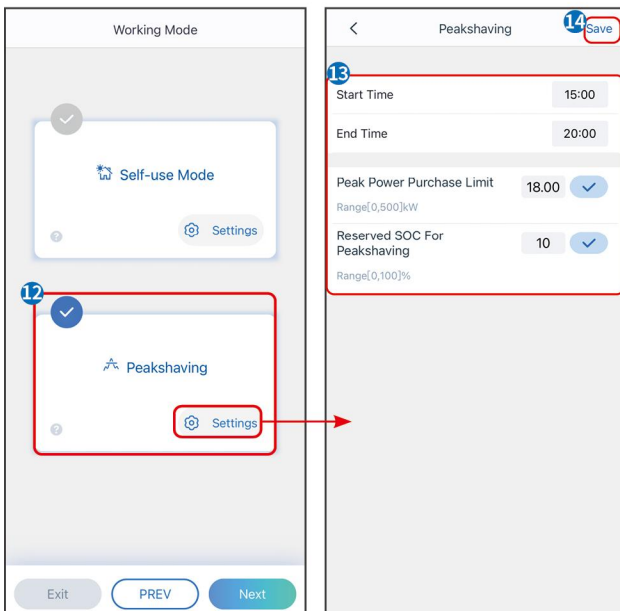 Working Mode
Self-use Mode
Settings
12
Peakshaving
Settings
Exit
PREV
Next
Peakshaving
14
Save
13
Start Time
15:00
End Time
20:00
Peak Power Purchase Limit
18.00
Range[0,500]kW
Reserved SOC For
Peakshaving
10
Range[0,100]%